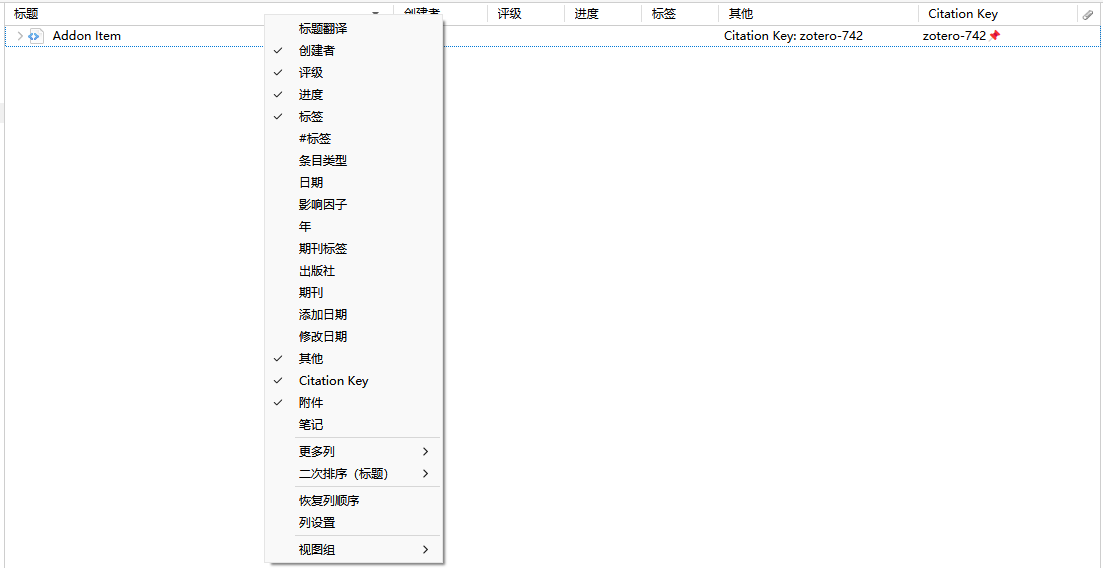 标题 创建者 评级 进度 标签 其他 Citation Key
Addon Item Citation Key: zotero-742 zotero-742
标题翻译
创建者
评级
进度
标签
#标签
条目类型
日期
影响因子
年
期刊标签
出版社
期刊
添加日期
修改日期
其他
Citation Key
附件
笔记
更多列
二次排序（标题）
恢复列顺序
列设置
视图组